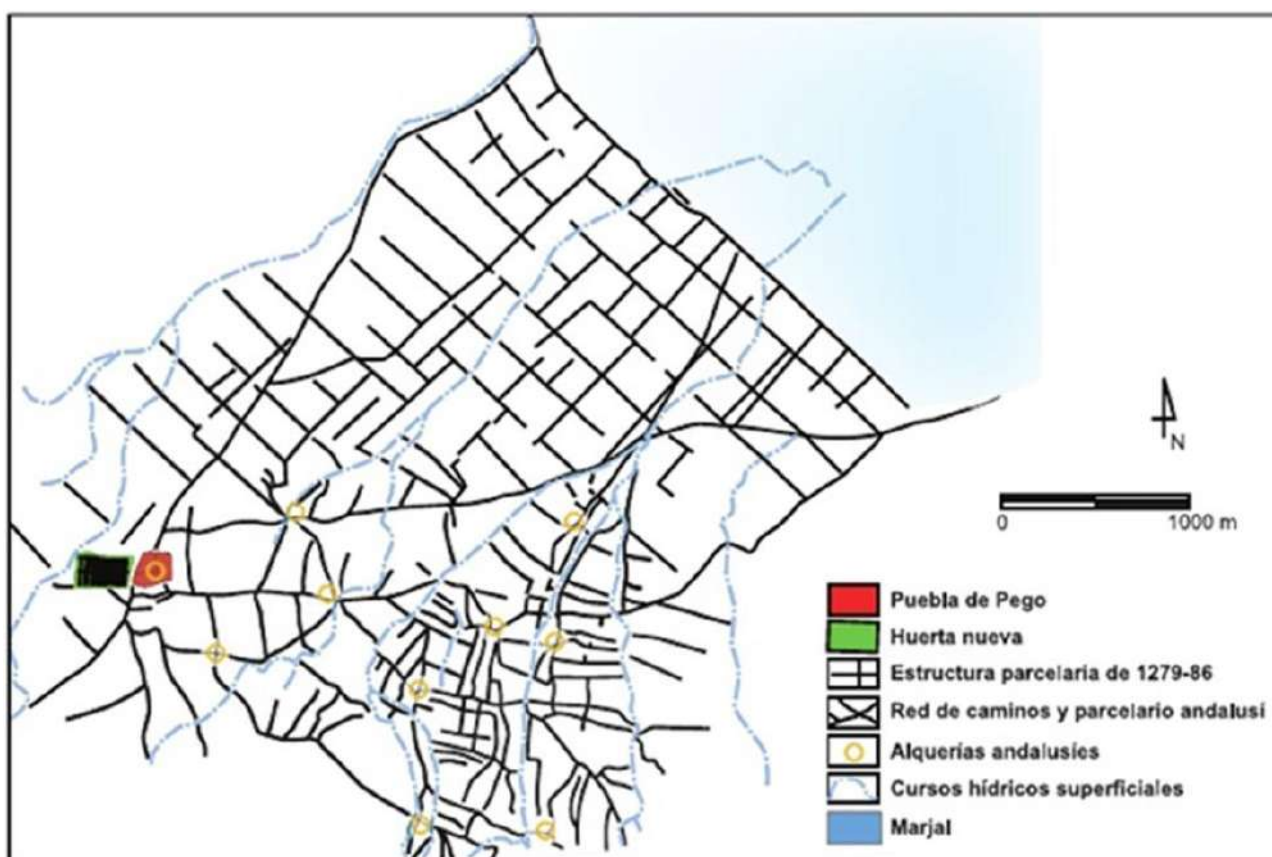 N
0 1000 m
Puebla de Pego
Huerta nueva
Estructura parcelaria de 1279-86
Red de caminos y parcelario andalusí
Alquerías andalusíes
Cursos hídricos superficiales
Marjal